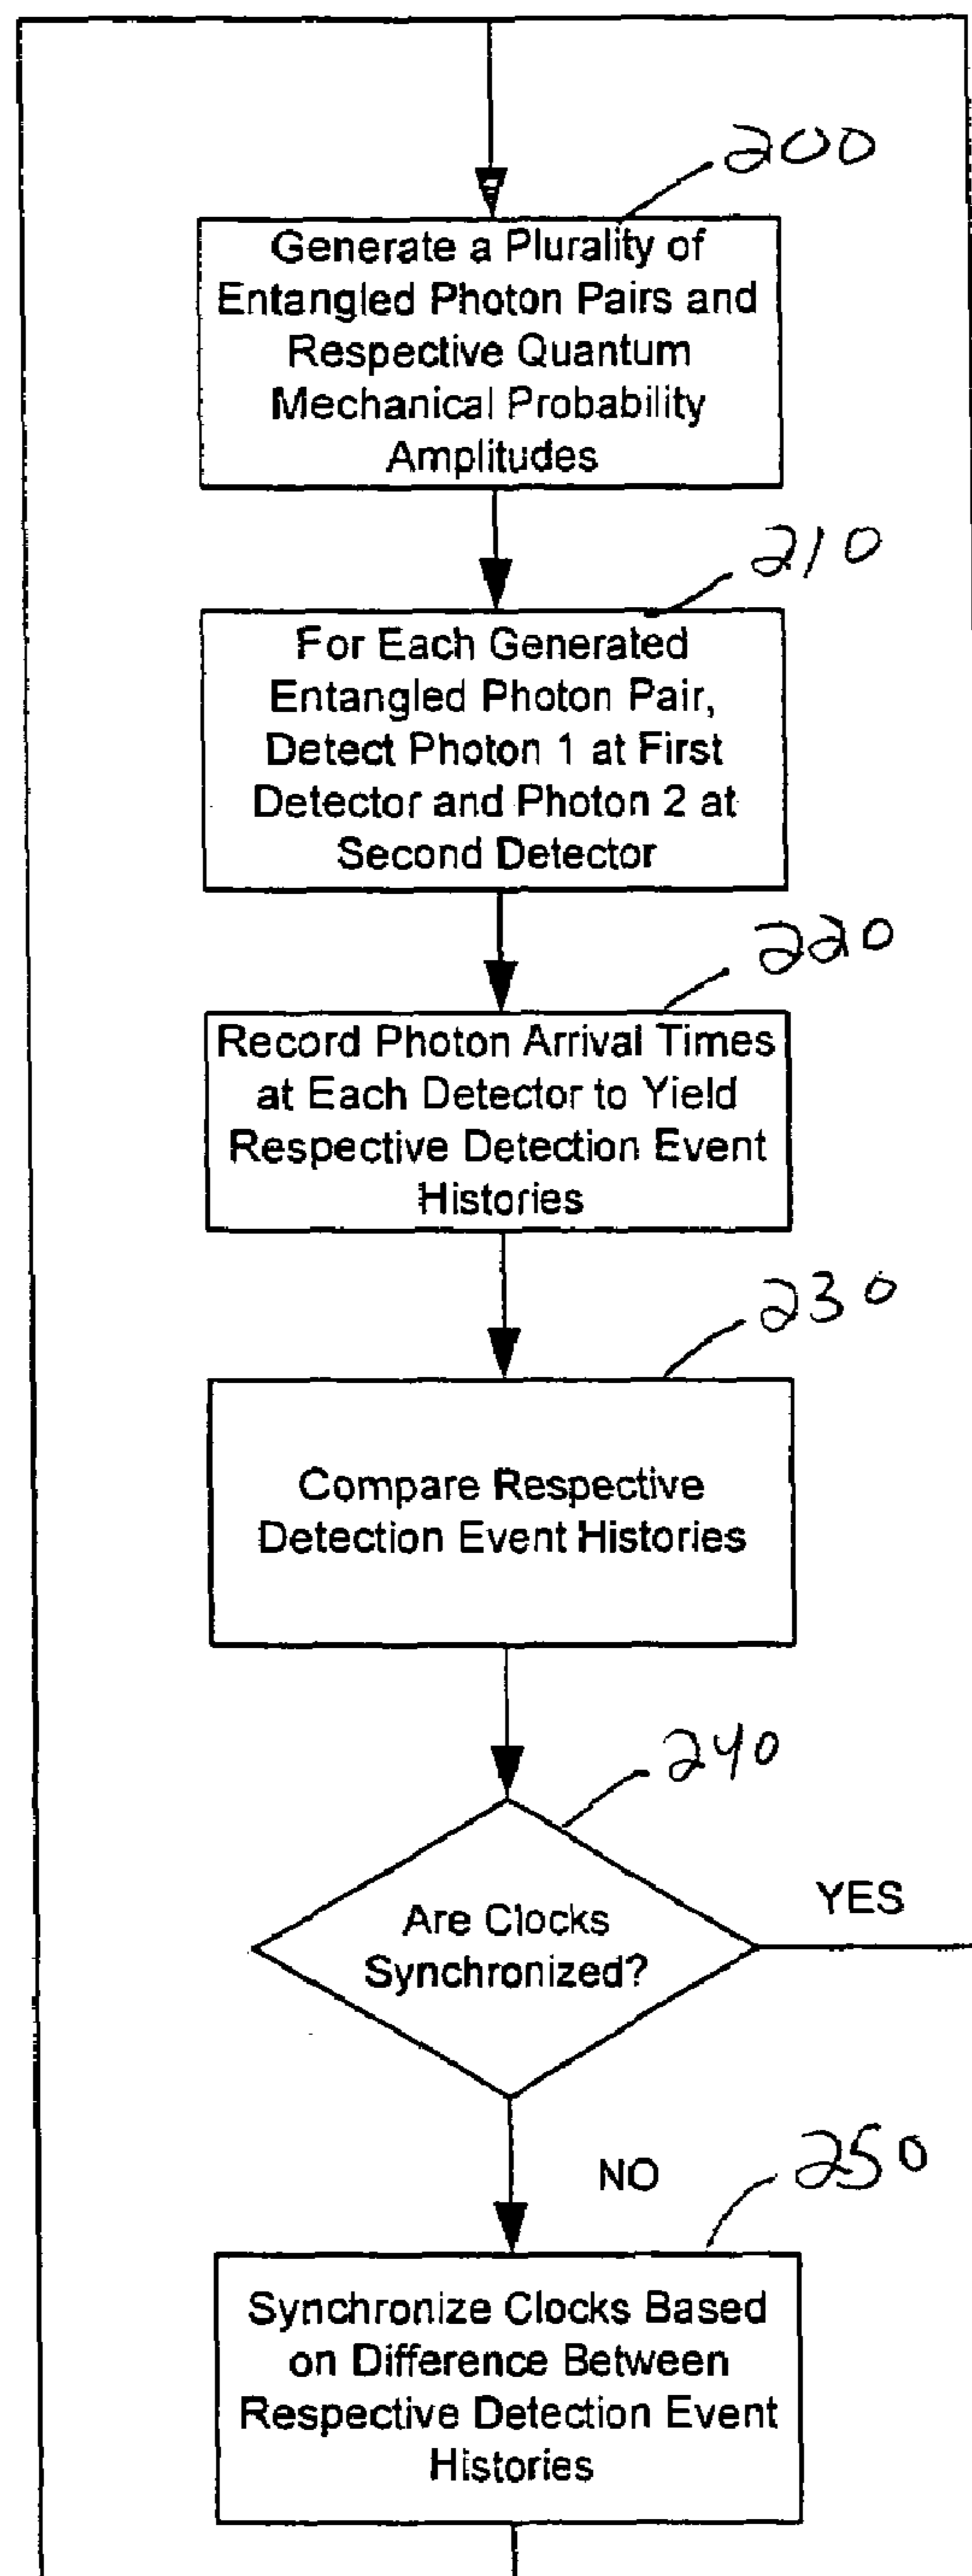 200
Generate a Plurality of
Entangled Photon Pairs and
Respective Quantum
Mechanical Probability
Amplitudes
210
For Each Generated
Entangled Photon Pair,
Detect Photon 1 at First
Detector and Photon 2 at
Second Detector
220
Record Photon Arrival Times
at Each Detector to Yield
Respective Detection Event
Histories
230
Compare Respective
Detection Event Histories
240
Are Clocks
Synchronized?
YES
NO
250
Synchronize Clocks Based
on Difference Between
Respective Detection Event
Histories